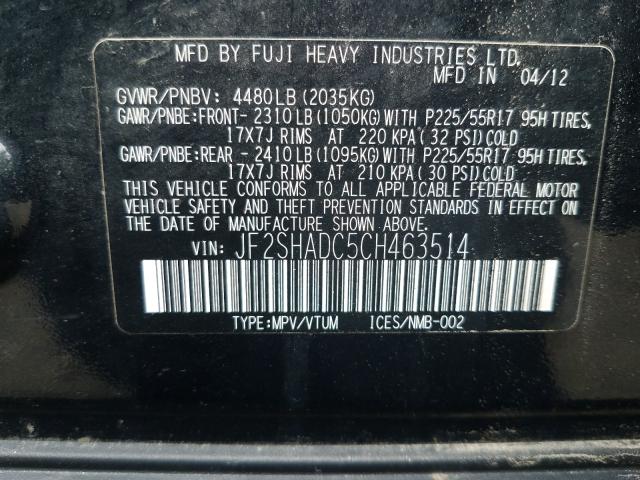 MFD BY FUJI HEAVY INDUSTRIES LTD.
MFD IN 04/12
GVWR/PNBV: 4480LB (2035KG)
GAWR/PNBE:FRONT- 2310LB (1050KG) WITH P225/55R17 95H TIRES,
17X7J RIMS AT 220 KPA (32 PSI) COLD
GAWR/PNBE:REAR - 2410LB (1095KG) WITH P225/55R17 95H TIRES,
17X7J RIMS AT 210 KPA (30 PSI) COLD
THIS VEHICLE CONFORMS TO ALL APPLICABLE FEDERAL MOTOR
VEHICLE SAFETY AND THEFT PREVENTION STANDARDS IN EFFECT ON
THE DATE OF MANUFACTURE SHOWN ABOVE.
VIN: JF2SHADC5CH463514
TYPE:MPV/VTUM ICES/NMB-002